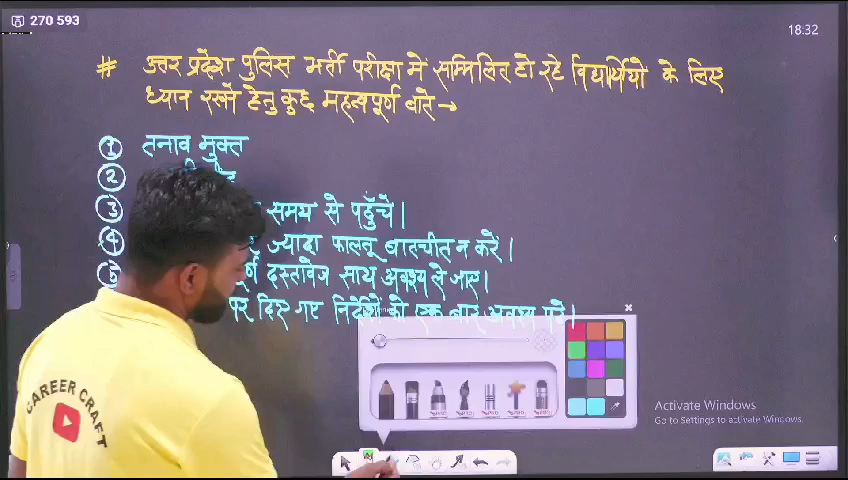 270 593
18:32
# उत्तर प्रदेश पुलिस भर्ती परीक्षा में सम्मिलित हो रहे विद्यार्थियों के लिए
ध्यान रखने हेतु कुछ महत्वपूर्ण बातें →
① तनाव मुक्त
②
③ समय से पहुँचे।
④ ज्यादा फालतू बातचीत न करें।
⑤ दस्तावेज साथ अवश्य ले जाए।
पर दिए गए निर्देशों को एक बार अवश्य पढ़े।
Activate Windows
Go to Settings to activate Windows.
CAREER CRAFT